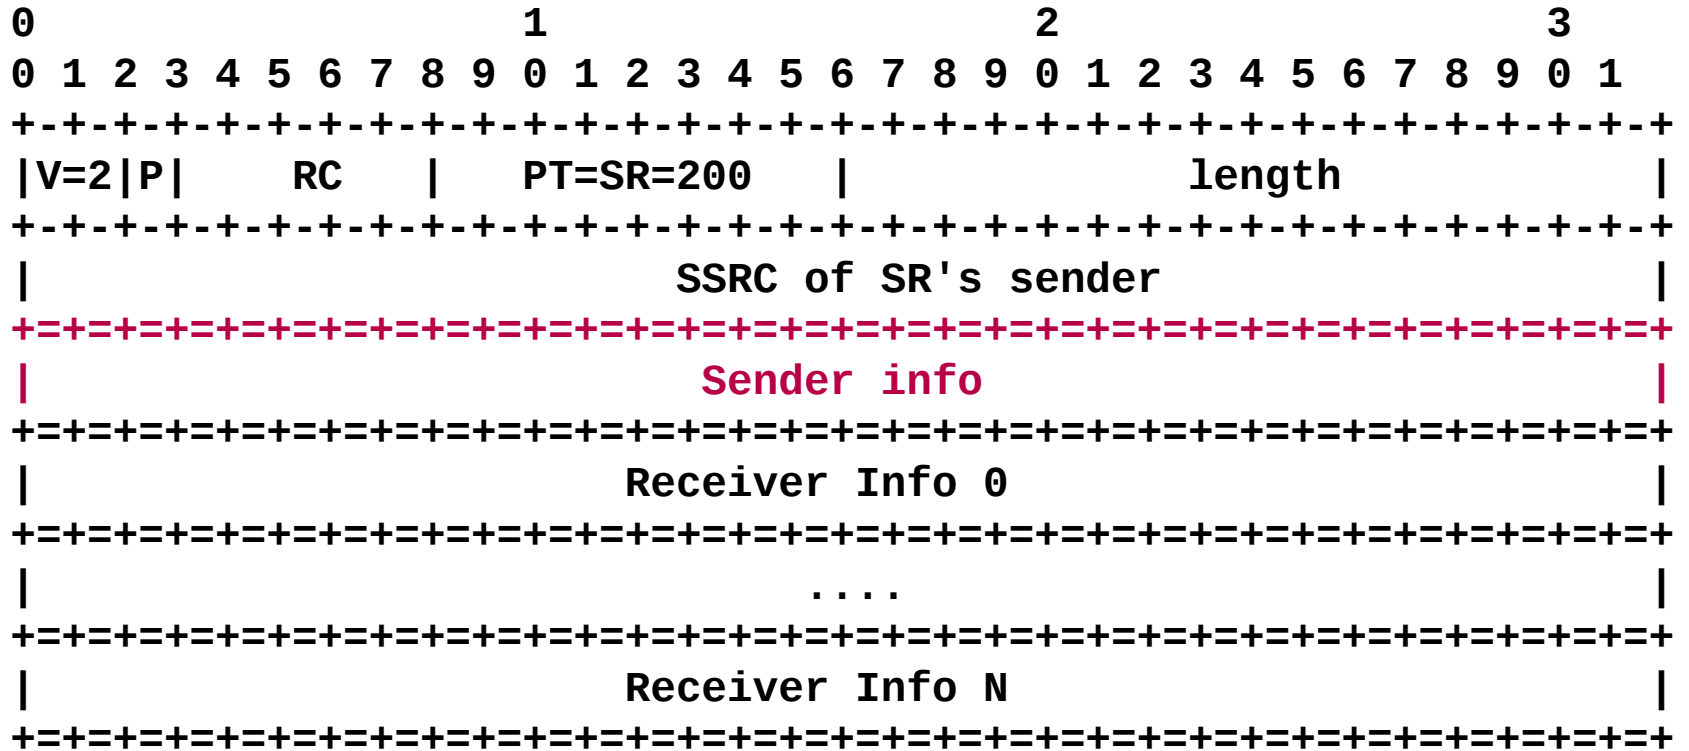 0                   1                   2                   3
0 1 2 3 4 5 6 7 8 9 0 1 2 3 4 5 6 7 8 9 0 1 2 3 4 5 6 7 8 9 0 1
+-+-+-+-+-+-+-+-+-+-+-+-+-+-+-+-+-+-+-+-+-+-+-+-+-+-+-+-+-+-+-+-+
|V=2|P|    RC   |   PT=SR=200   |             length            |
+-+-+-+-+-+-+-+-+-+-+-+-+-+-+-+-+-+-+-+-+-+-+-+-+-+-+-+-+-+-+-+-+
|                         SSRC of SR's sender                   |
+=+=+=+=+=+=+=+=+=+=+=+=+=+=+=+=+=+=+=+=+=+=+=+=+=+=+=+=+=+=+=+=+
|                          Sender info                          |
+=+=+=+=+=+=+=+=+=+=+=+=+=+=+=+=+=+=+=+=+=+=+=+=+=+=+=+=+=+=+=+=+
|                       Receiver Info 0                         |
+=+=+=+=+=+=+=+=+=+=+=+=+=+=+=+=+=+=+=+=+=+=+=+=+=+=+=+=+=+=+=+=+
|                              ....                             |
+=+=+=+=+=+=+=+=+=+=+=+=+=+=+=+=+=+=+=+=+=+=+=+=+=+=+=+=+=+=+=+=+
|                       Receiver Info N                         |
+=+=+=+=+=+=+=+=+=+=+=+=+=+=+=+=+=+=+=+=+=+=+=+=+=+=+=+=+=+=+=+=+